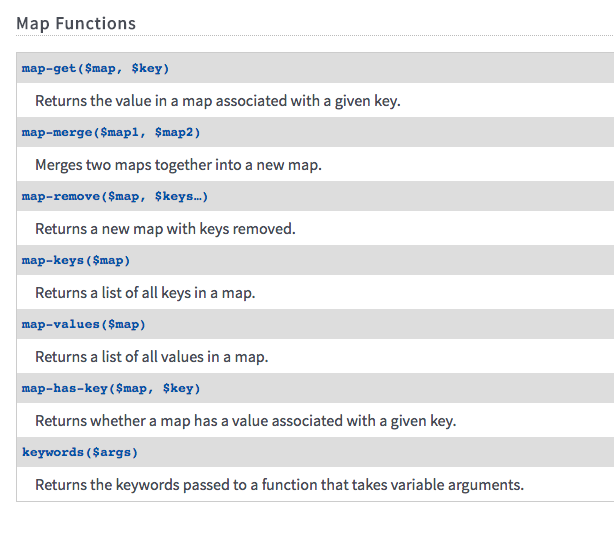 Map Functions
map-get($map, $key)
Returns the value in a map associated with a given key.
map-merge($map1, $map2)
Merges two maps together into a new map.
map-remove($map, $keys…)
Returns a new map with keys removed.
map-keys($map)
Returns a list of all keys in a map.
map-values($map)
Returns a list of all values in a map.
map-has-key($map, $key)
Returns whether a map has a value associated with a given key.
keywords($args)
Returns the keywords passed to a function that takes variable arguments.